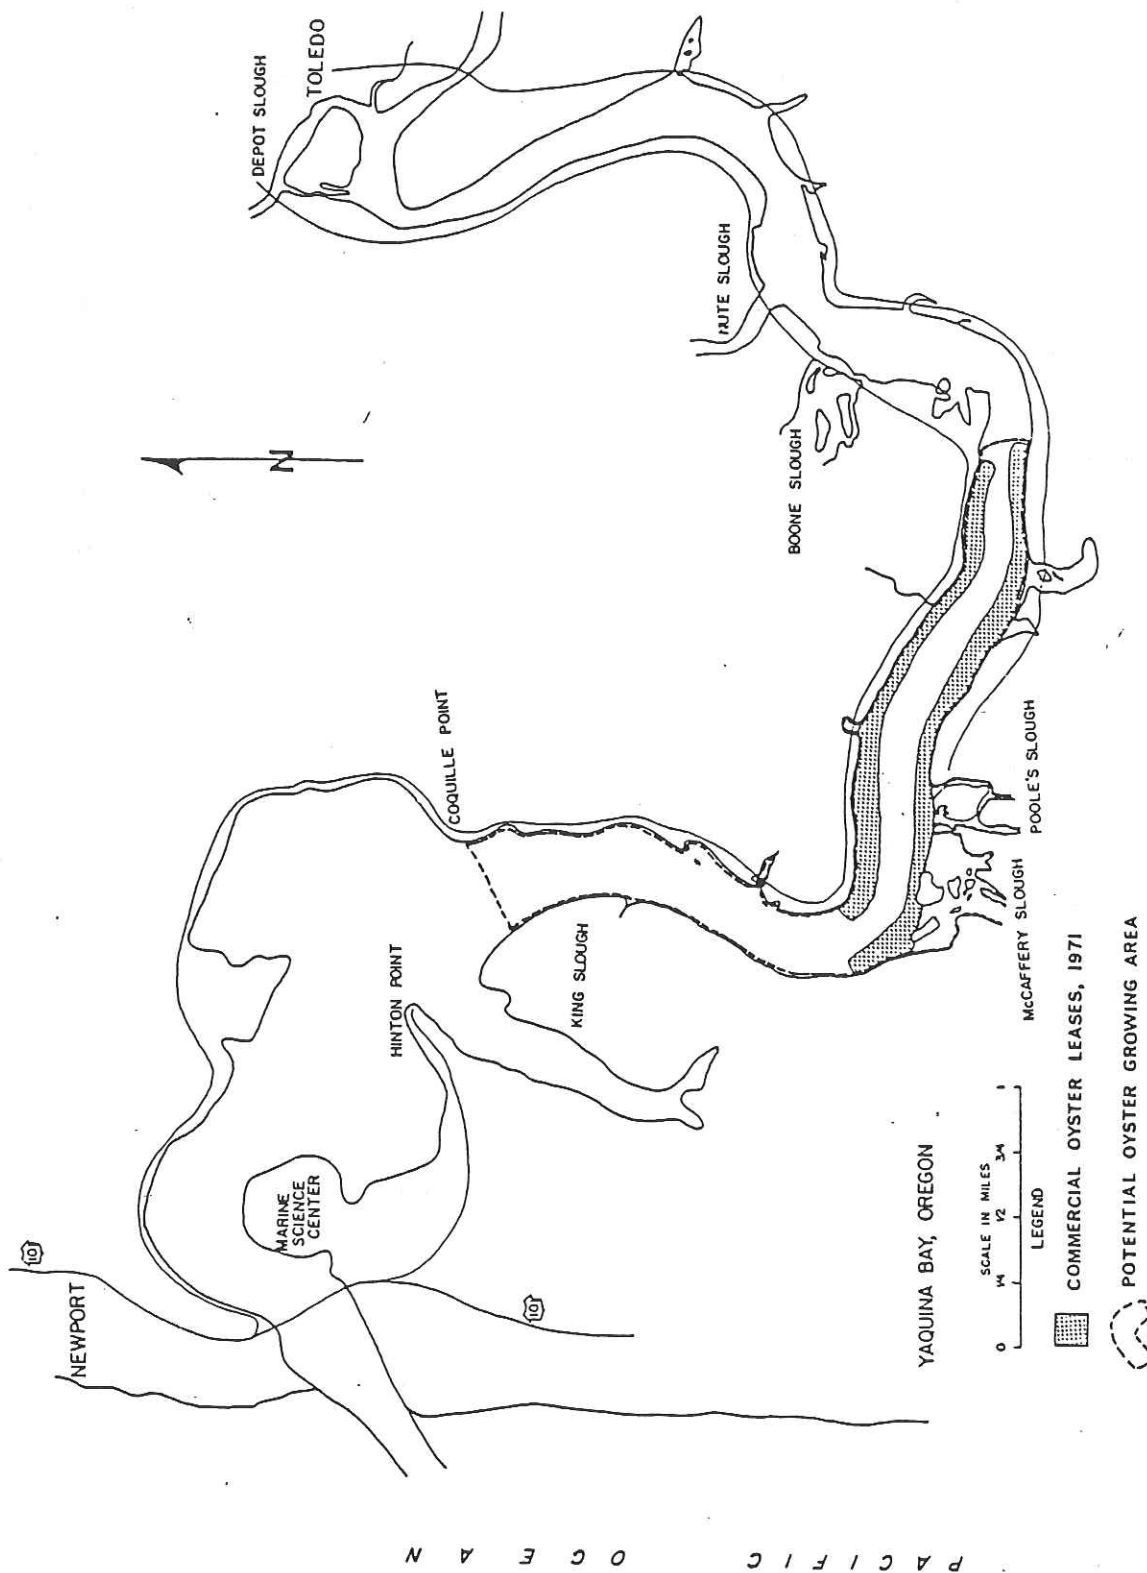 DEPOT SLOUGH
TOLEDO
NUTE SLOUGH
BOONE SLOUGH
N
COQUILLE POINT
POOLE'S SLOUGH
McCAFFERY SLOUGH
KING SLOUGH
HINTON POINT
MARINE
SCIENCE
CENTER
NEWPORT
101
101
PACIFIC OCEAN
YAQUINA BAY, OREGON
SCALE IN MILES
0 1/4 1/2 3/4 1
LEGEND
COMMERCIAL OYSTER LEASES, 1971
POTENTIAL OYSTER GROWING AREA